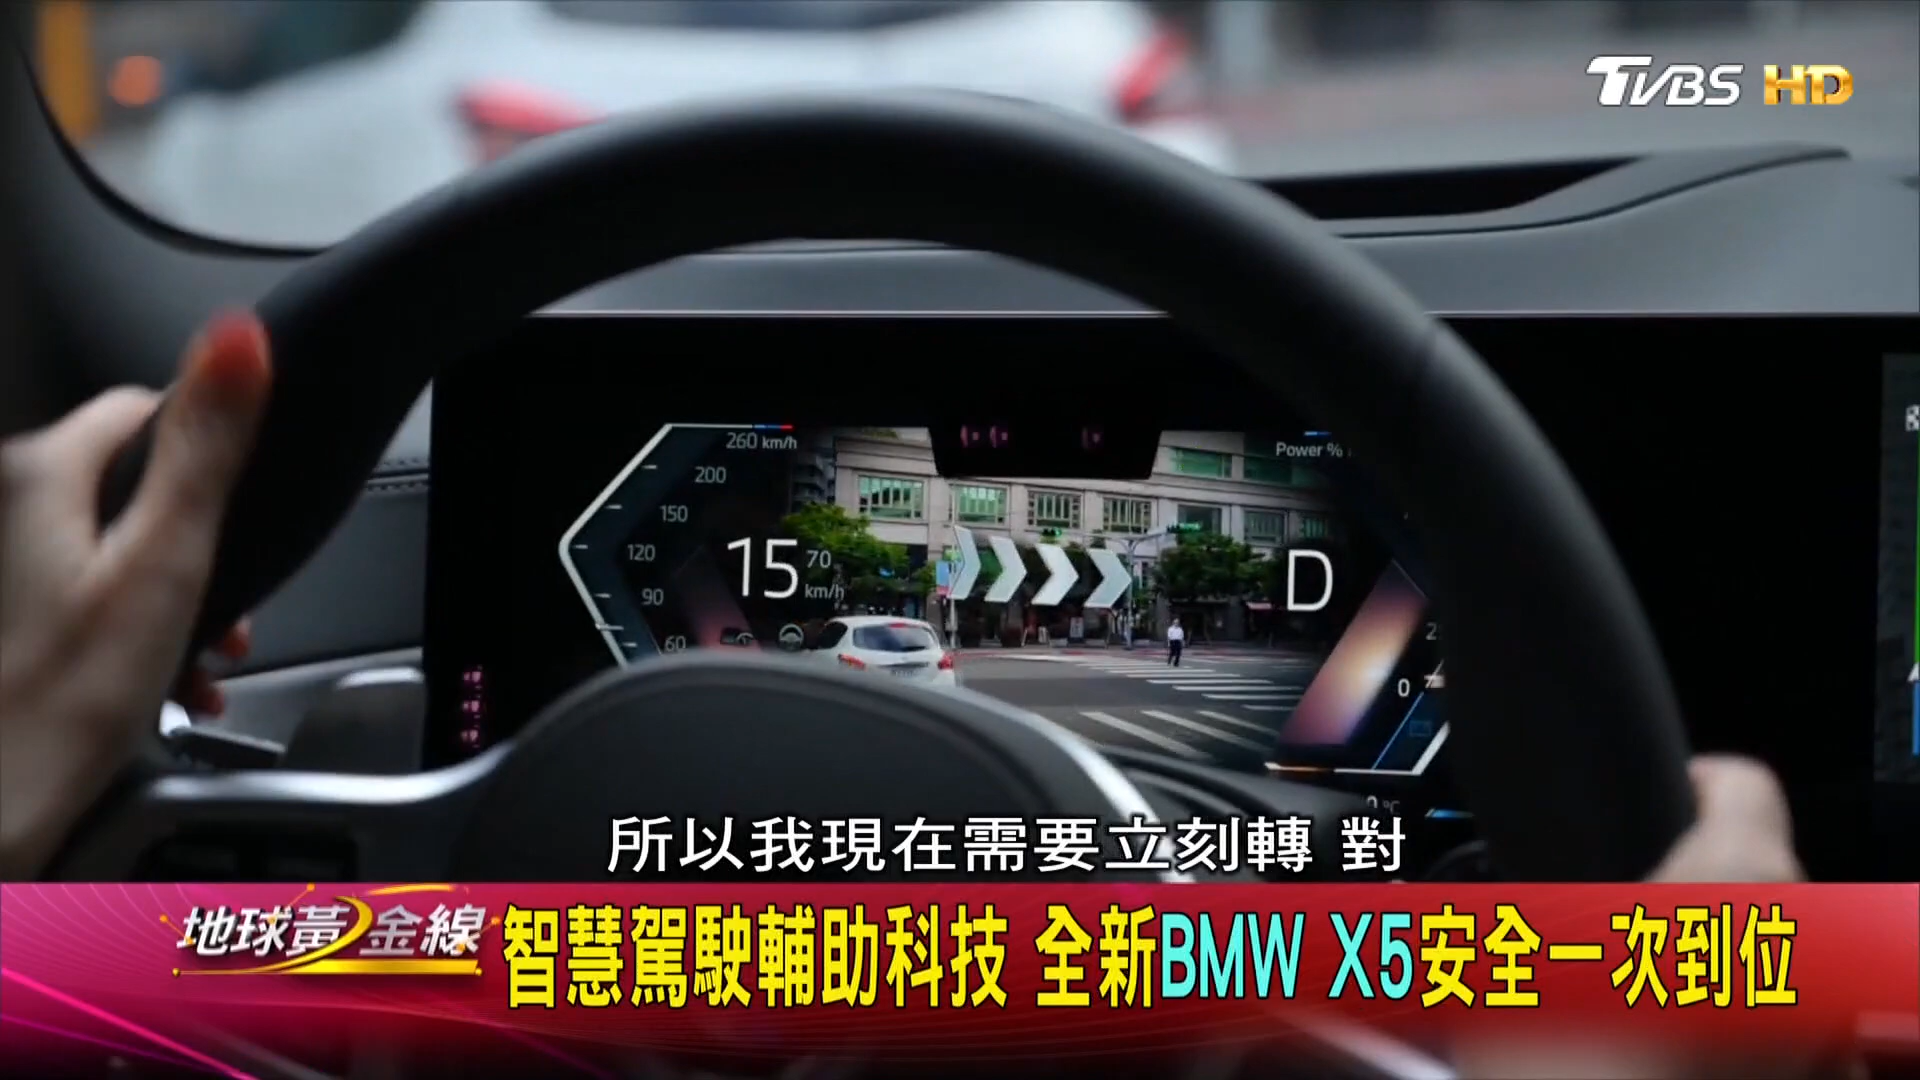 TVBS HD
260 km/h
Power %
200
150
120
15
70
km/h
D
90
60
2
0
°C
所以我現在需要立刻轉 對
地球黃金線
智慧駕駛輔助科技 全新BMW X5安全一次到位